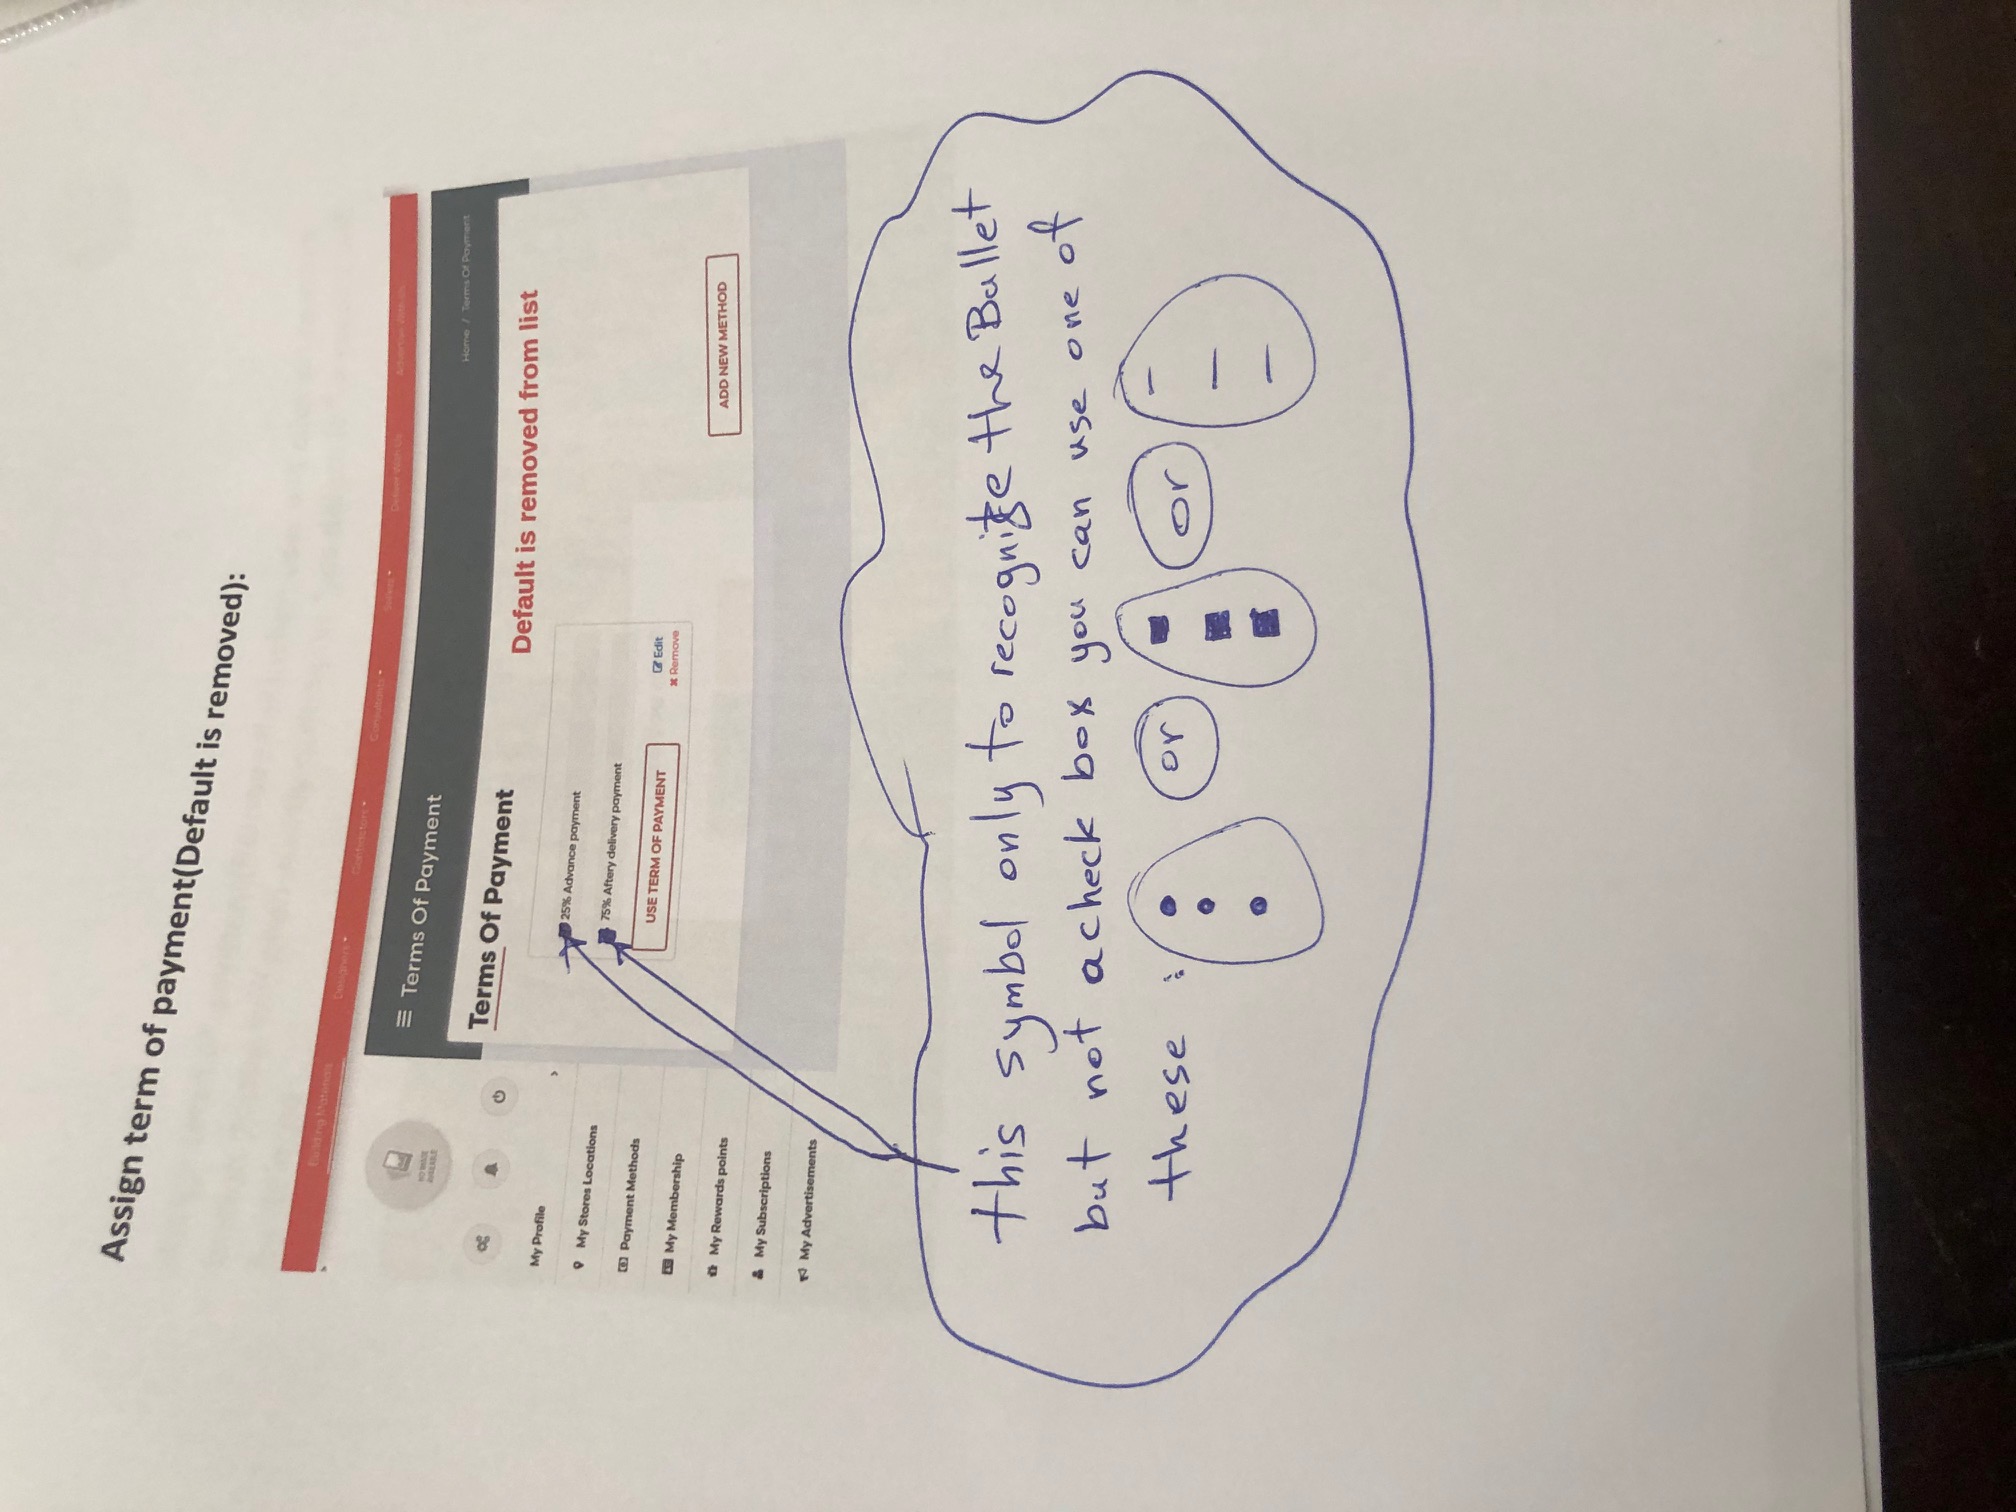 Assign term of payment(Default is removed):
Building Materials
Designers
Contractors
Consultants
Deliver With Us
Advertise With Us
NO IMAGE
AVAILABLE
Terms Of Payment
Home / Terms Of Payment
Terms Of Payment
Default is removed from list
25% Advance payment
75% Aftery delivery payment
USE TERM OF PAYMENT
Edit
Remove
ADD NEW METHOD
My Profile
My Stores Locations
Payment Methods
My Membership
My Rewards points
My Subscriptions
My Advertisements
this symbol only to recognize the Bullet
but not a check box you can use one of
these : or or